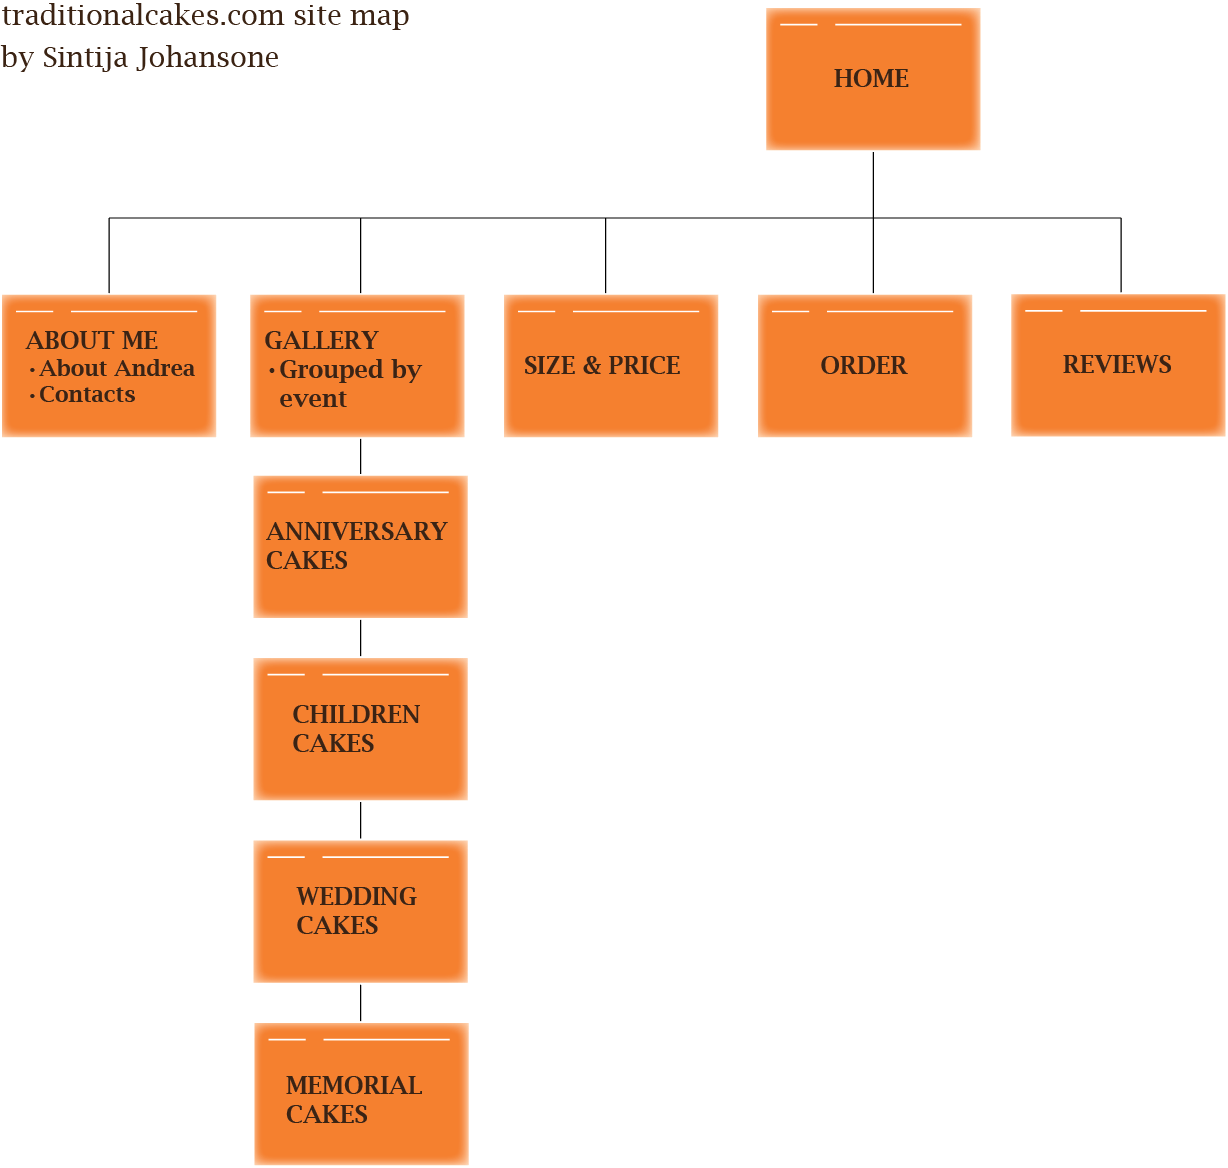 traditionalcakes.com site map
by Sintija Johansone
HOME
ABOUT ME
·About Andrea
·Contacts
GALLERY
·Grouped by
event
SIZE & PRICE
ORDER
REVIEWS
ANNIVERSARY
CAKES
CHILDREN
CAKES
WEDDING
CAKES
MEMORIAL
CAKES